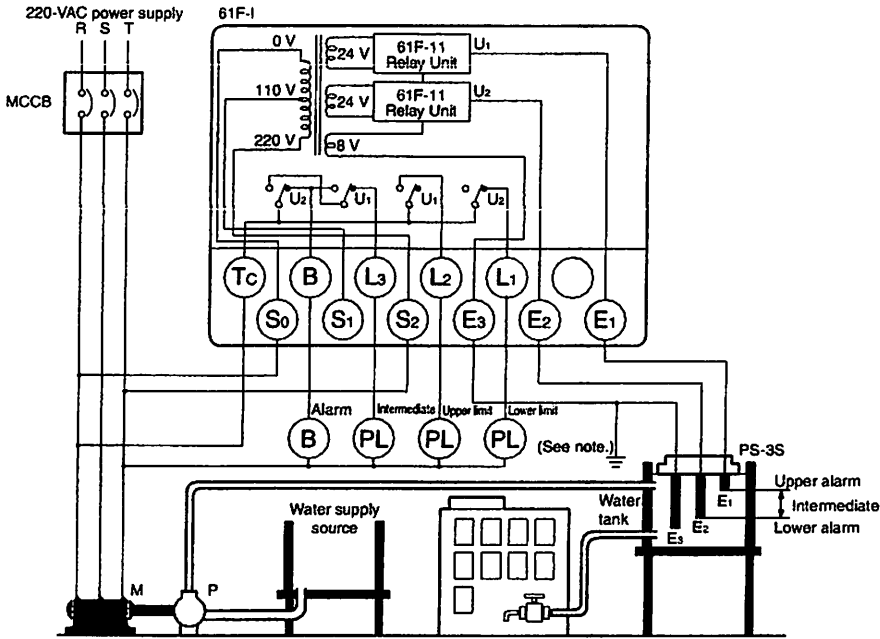 220-VAC power supply
R S T
MCCB
61F-I
0 V
110 V
220 V
24 V
61F-11
Relay Unit
U1
24 V
61F-11
Relay Unit
U2
8 V
U2
U1
U1
U2
Tc
B
L3
L2
L1
S0
S1
S2
E3
E2
E1
Alarm
Intermediate
Upper limit
Lower limit
B
PL
PL
PL
(See note.)
PS-3S
Water supply
source
Water
tank
E1
E2
E3
Upper alarm
Intermediate
Lower alarm
M
P